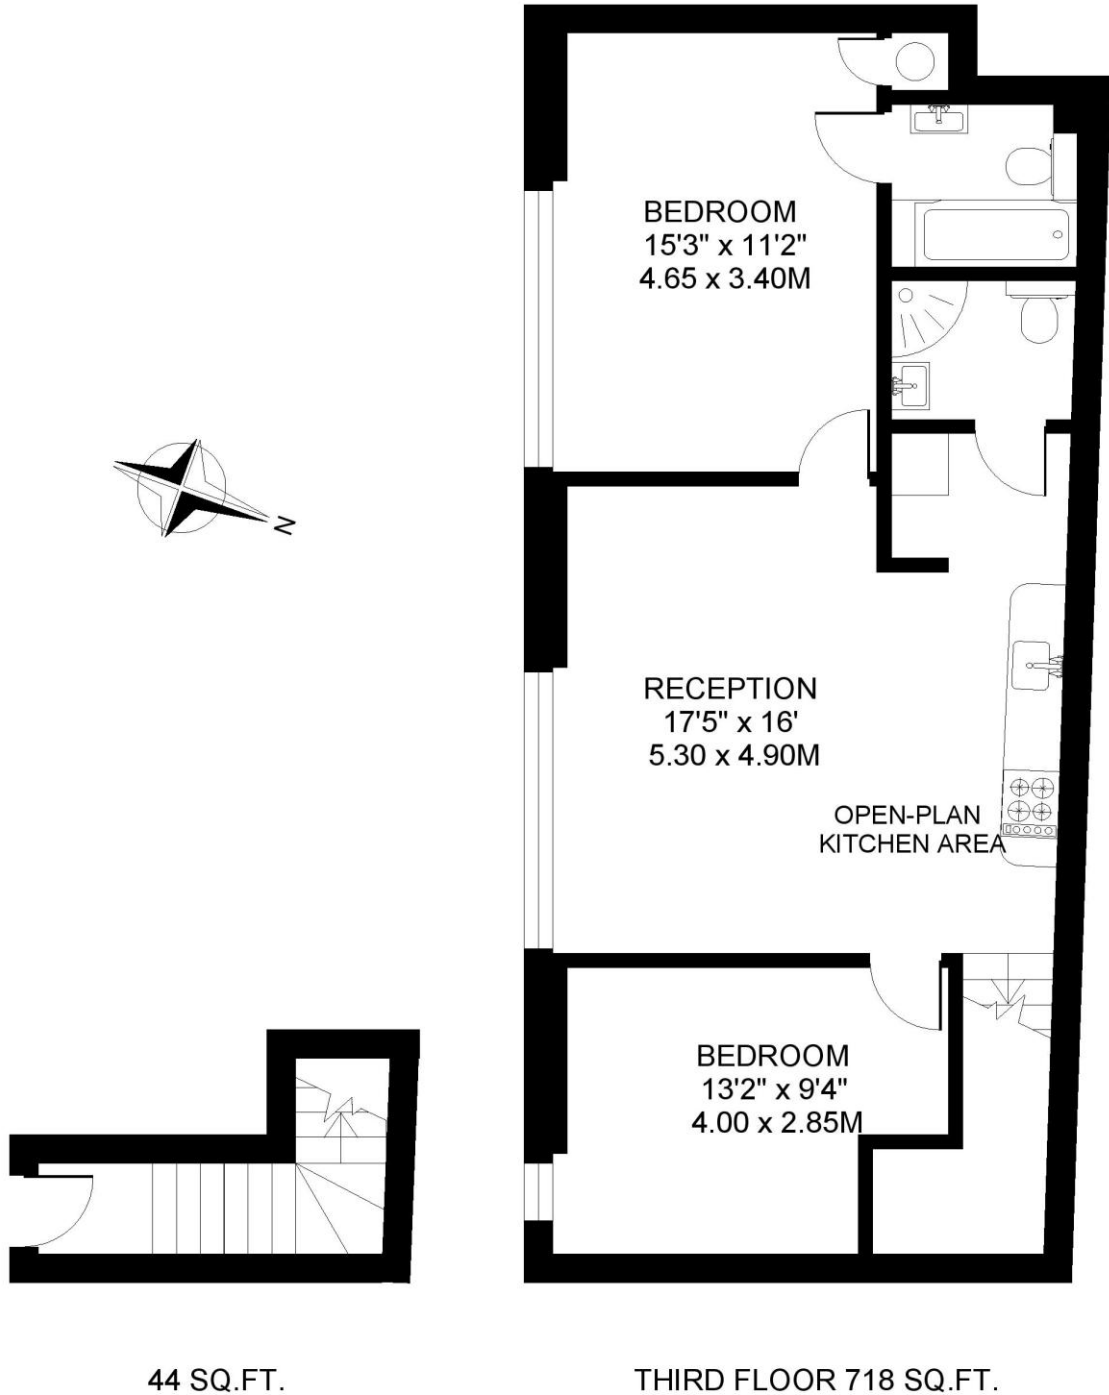 BEDROOM
15'3" x 11'2"
4.65 x 3.40M
N
RECEPTION
17'5" x 16'
5.30 x 4.90M
OPEN-PLAN
KITCHEN AREA
BEDROOM
13'2" x 9'4"
4.00 x 2.85M
44 SQ.FT.
THIRD FLOOR 718 SQ.FT.